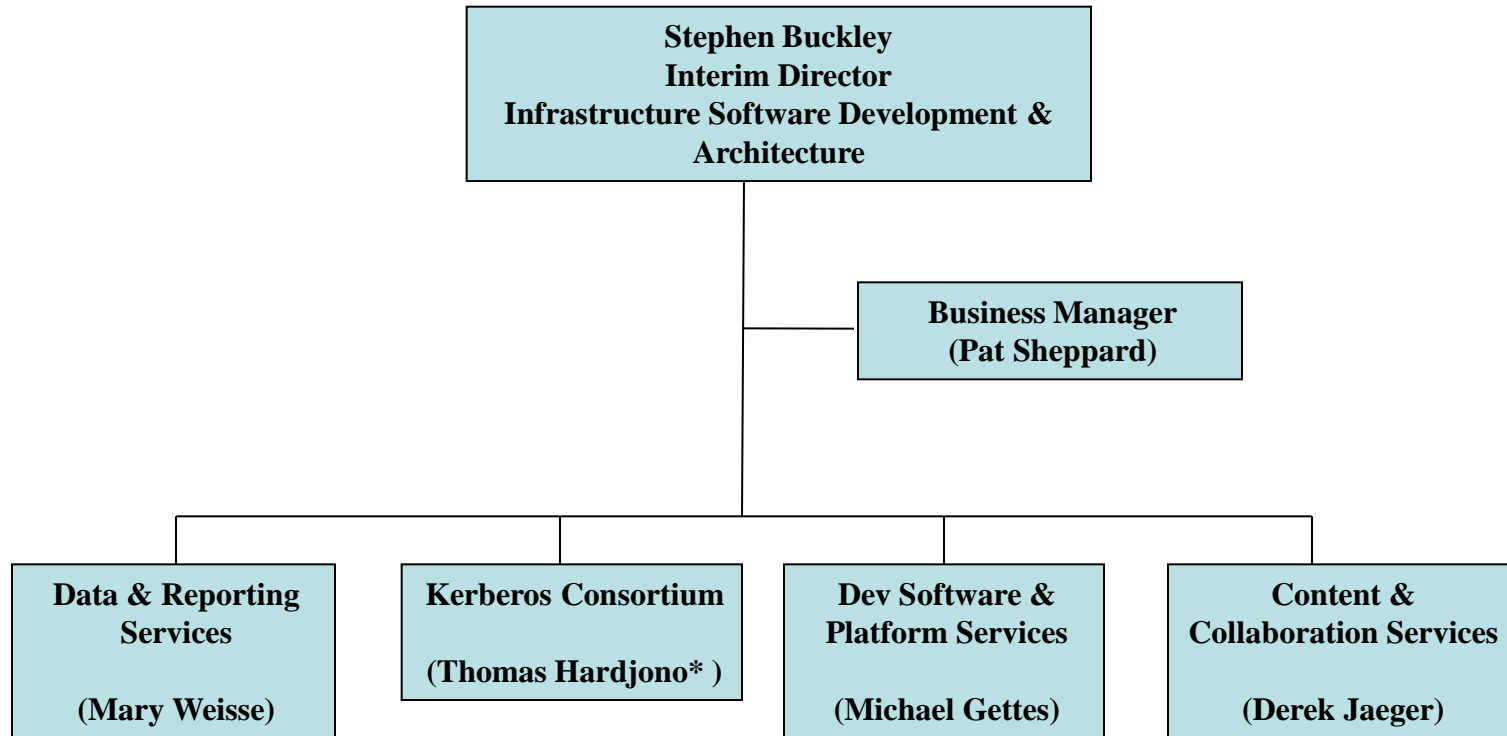 Stephen Buckley
Interim Director
Infrastructure Software Development &
Architecture
Business Manager
(Pat Sheppard)
Data & Reporting
Services
(Mary Weisse)
Kerberos Consortium
(Thomas Hardjono* )
Dev Software &
Platform Services
(Michael Gettes)
Content &
Collaboration Services
(Derek Jaeger)